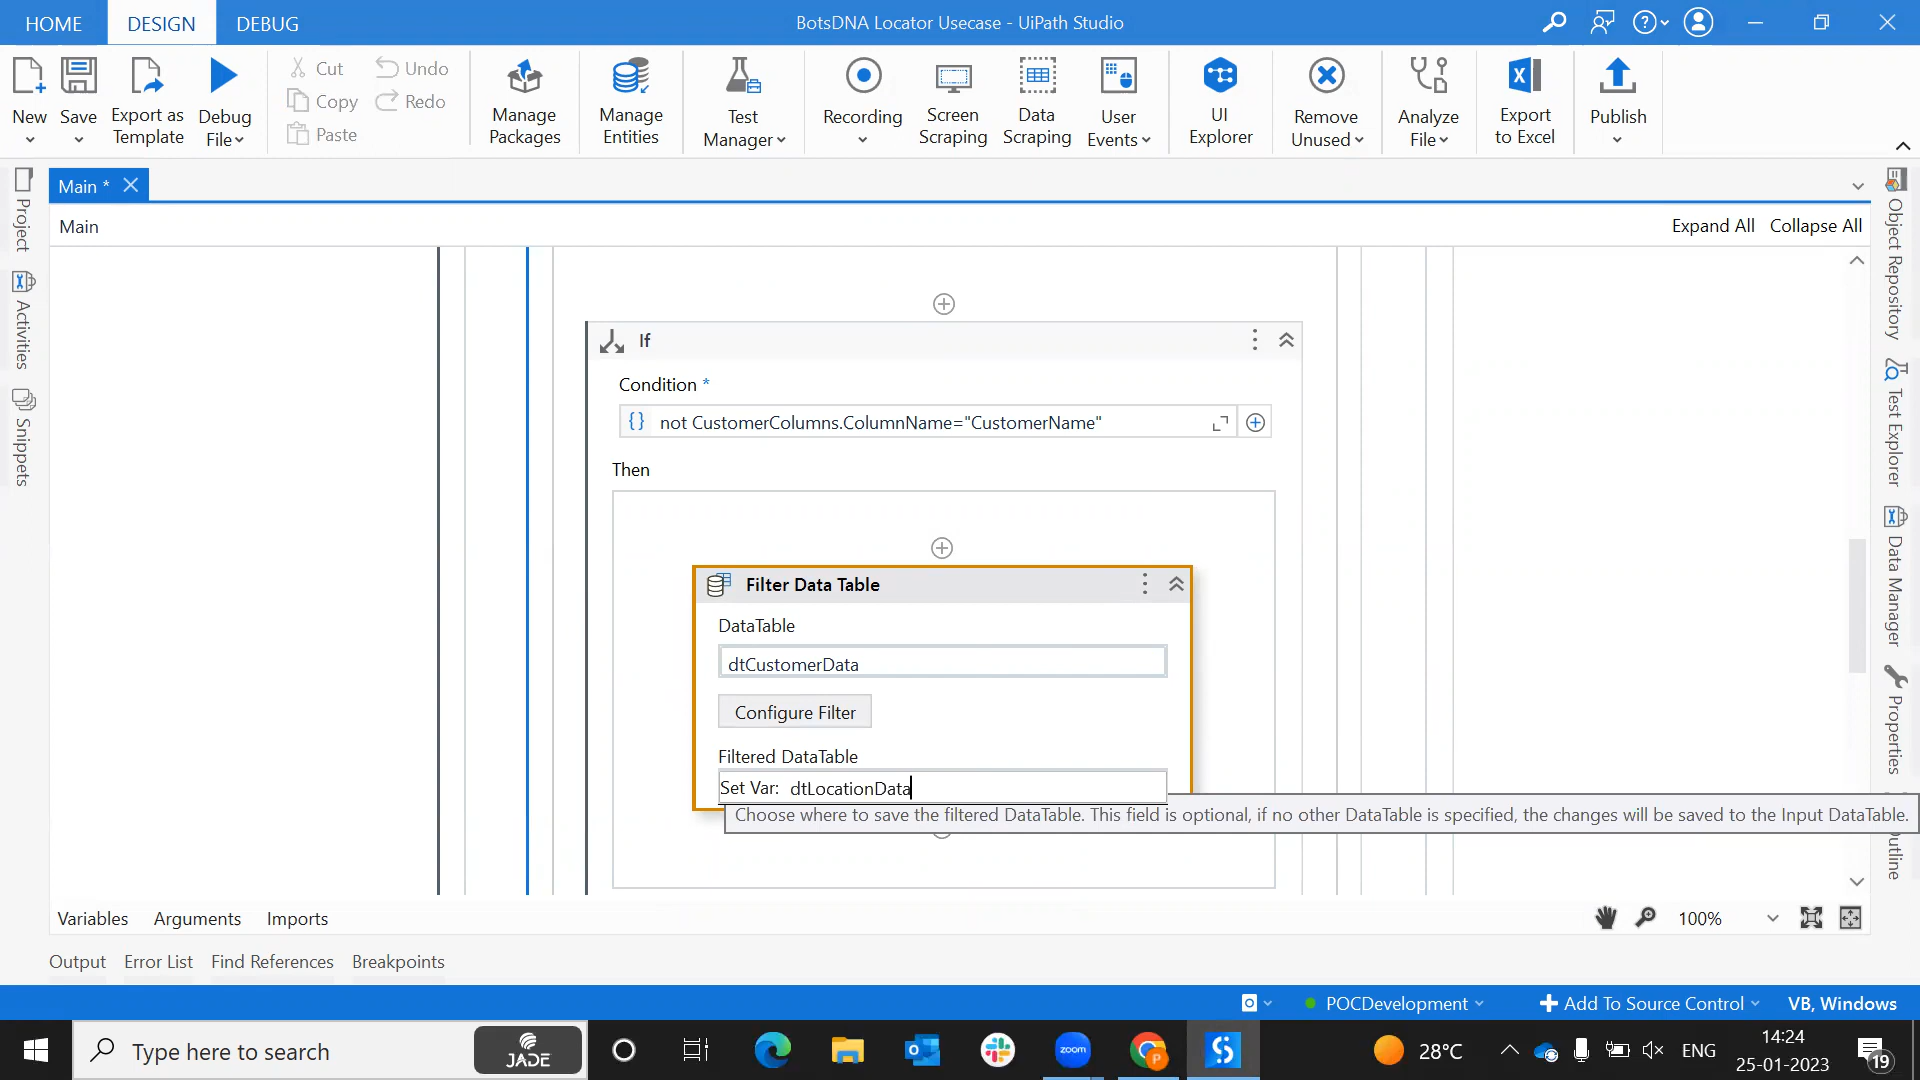 HOME DESIGN DEBUG BotsDNA Locator Usecase - UiPath Studio
Cut Undo
Copy Redo
Paste
New Save Export as Template Debug File Manage Packages Manage Entities Test Manager Recording Screen Scraping Data Scraping User Events UI Explorer Remove Unused Analyze File Export to Excel Publish
Main *
Main Expand All Collapse All
Project
Activities
Snippets
Object Repository
Test Explorer
Data Manager
Properties
utline
If
Condition *
{} not CustomerColumns.ColumnName="CustomerName"
Then
Filter Data Table
DataTable
dtCustomerData
Configure Filter
Filtered DataTable
Set Var: dtLocationData
Choose where to save the filtered DataTable. This field is optional, if no other DataTable is specified, the changes will be saved to the Input DataTable.
Variables Arguments Imports 100%
Output Error List Find References Breakpoints
POCDevelopment Add To Source Control VB, Windows
Type here to search JADE zoom P 28°C ENG 14:24
25-01-2023 19